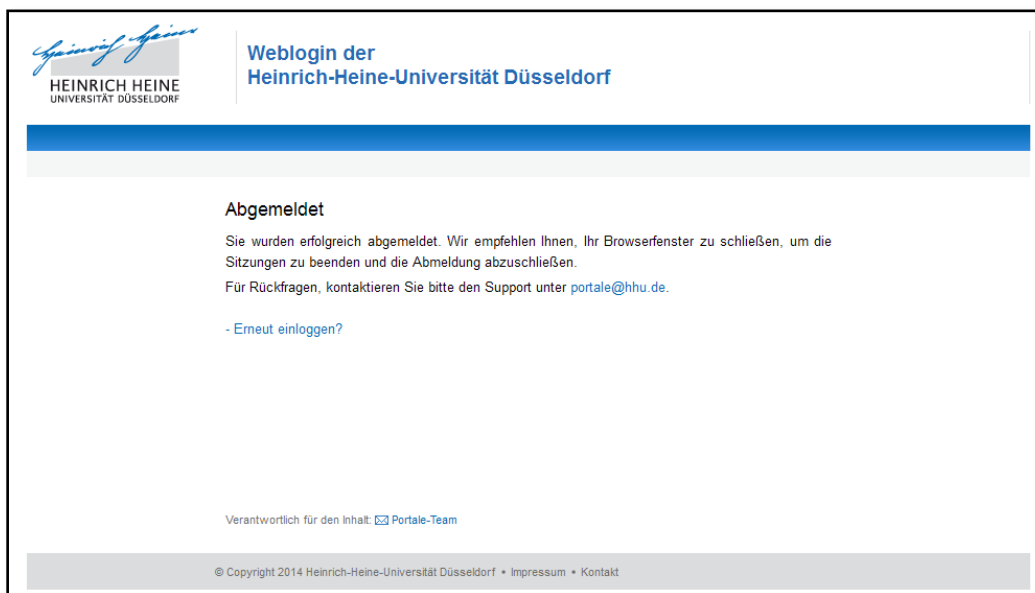 Heinrich Heine
HEINRICH HEINE
UNIVERSITÄT DÜSSELDORF
Weblogin der
Heinrich-Heine-Universität Düsseldorf
Abgemeldet
Sie wurden erfolgreich abgemeldet. Wir empfehlen Ihnen, Ihr Browserfenster zu schließen, um die
Sitzungen zu beenden und die Abmeldung abzuschließen.
Für Rückfragen, kontaktieren Sie bitte den Support unter portale@hhu.de.
- Erneut einloggen?
Verantwortlich für den Inhalt: Portale-Team
© Copyright 2014 Heinrich-Heine-Universität Düsseldorf • Impressum • Kontakt